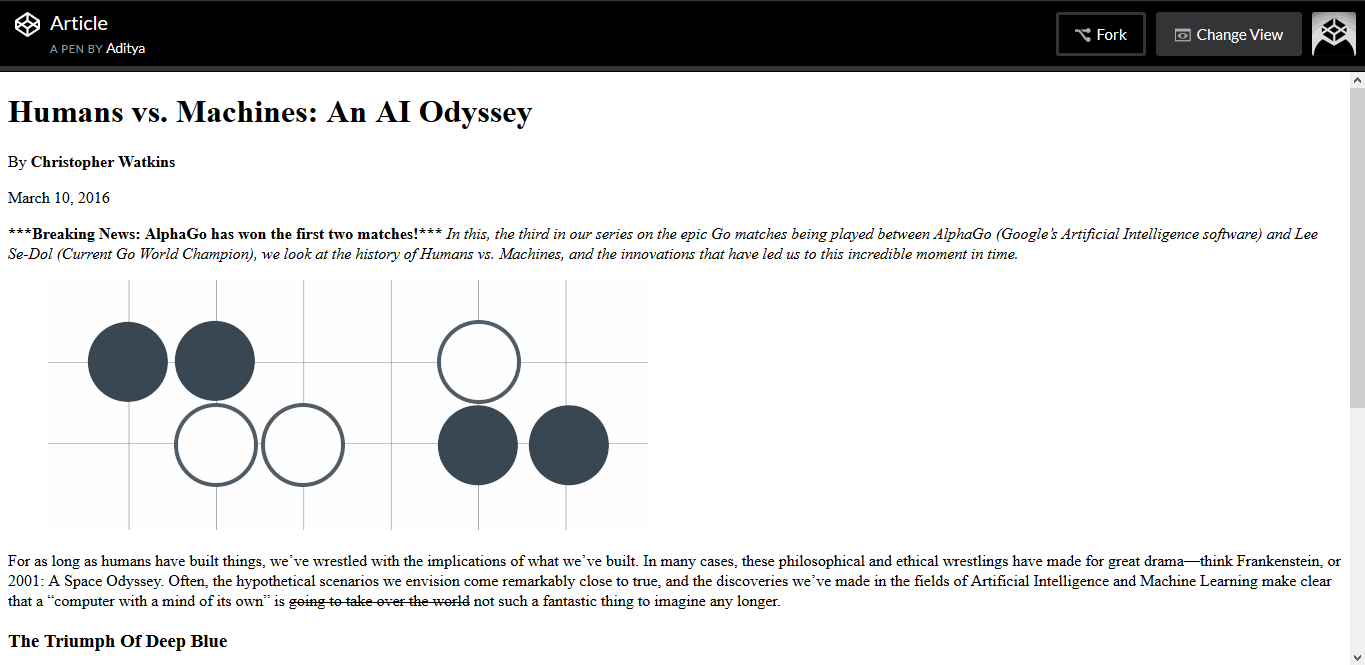 Article
A PEN BY Aditya
Fork
Change View
Humans vs. Machines: An AI Odyssey
By Christopher Watkins
March 10, 2016
***Breaking News: AlphaGo has won the first two matches!*** In this, the third in our series on the epic Go matches being played between AlphaGo (Google’s Artificial Intelligence software) and Lee
Se-Dol (Current Go World Champion), we look at the history of Humans vs. Machines, and the innovations that have led us to this incredible moment in time.
For as long as humans have built things, we’ve wrestled with the implications of what we’ve built. In many cases, these philosophical and ethical wrestlings have made for great drama—think Frankenstein, or
2001: A Space Odyssey. Often, the hypothetical scenarios we envision come remarkably close to true, and the discoveries we’ve made in the fields of Artificial Intelligence and Machine Learning make clear
that a “computer with a mind of its own” is going to take over the world not such a fantastic thing to imagine any longer.
The Triumph Of Deep Blue